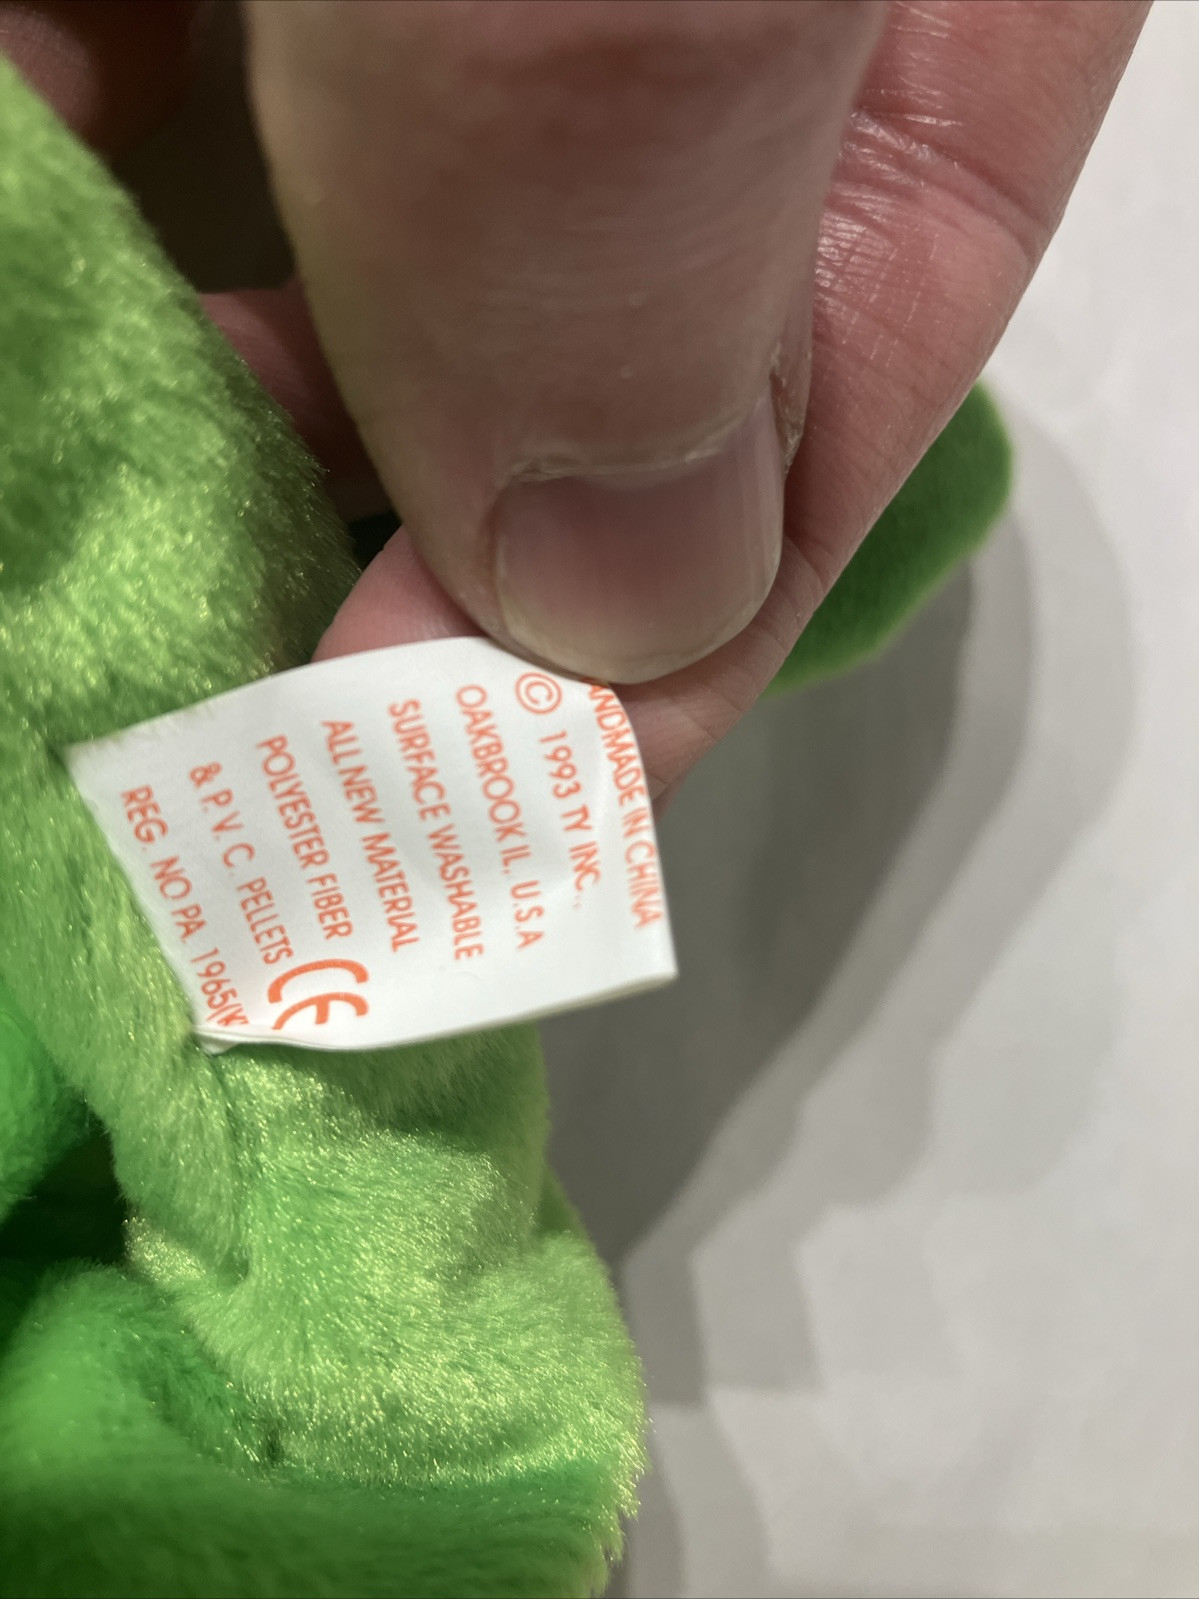 ANDMADE IN CHINA
© 1993 TY INC.,
OAKBROOK IL, U.S.A
SURFACE WASHABLE
ALL NEW MATERIAL
POLYESTER FIBER
& P.V.C. PELLETS CE
REG. NO PA. 1965(K